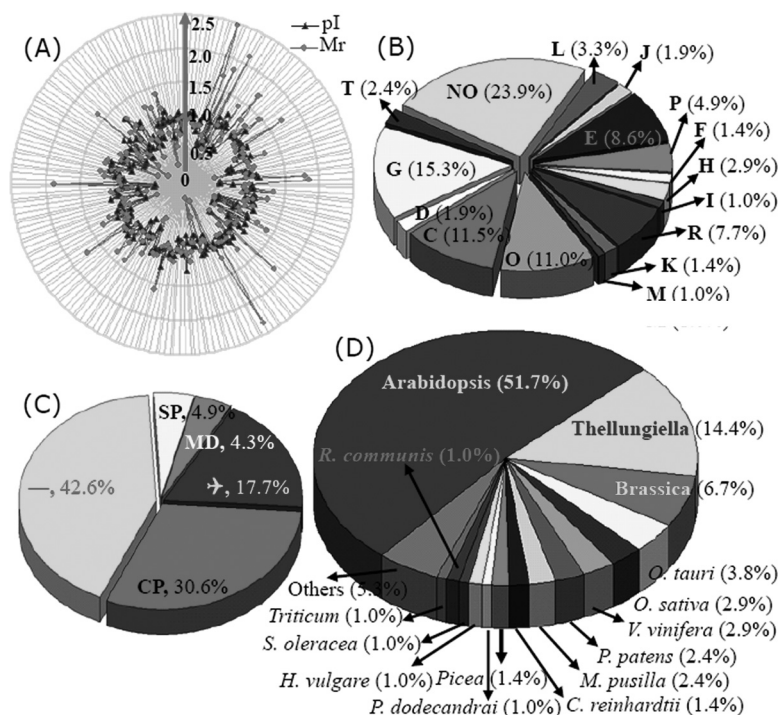 (A)
2.5
2.0
1.5
1.0
0.5
0
pI
Mr
(B)
L (3.3%)
J (1.9%)
T (2.4%)
NO (23.9%)
P (4.9%)
E (8.6%)
F (1.4%)
G (15.3%)
H (2.9%)
I (1.0%)
D (1.9%)
R (7.7%)
C (11.5%)
O (11.0%)
K (1.4%)
M (1.0%)
(C)
SP, 4.9%
MD, 4.3%
—, 42.6%
✈, 17.7%
CP, 30.6%
(D)
Arabidopsis (51.7%)
Thellungiella (14.4%)
R. communis (1.0%)
Brassica (6.7%)
O. tauri (3.8%)
Others (5.3%)
O. sativa (2.9%)
Triticum (1.0%)
V. vinifera (2.9%)
S. oleracea (1.0%)
P. patens (2.4%)
H. vulgare (1.0%)
Picea (1.4%)
M. pusilla (2.4%)
P. dodecandrai (1.0%)
C. reinhardtii (1.4%)